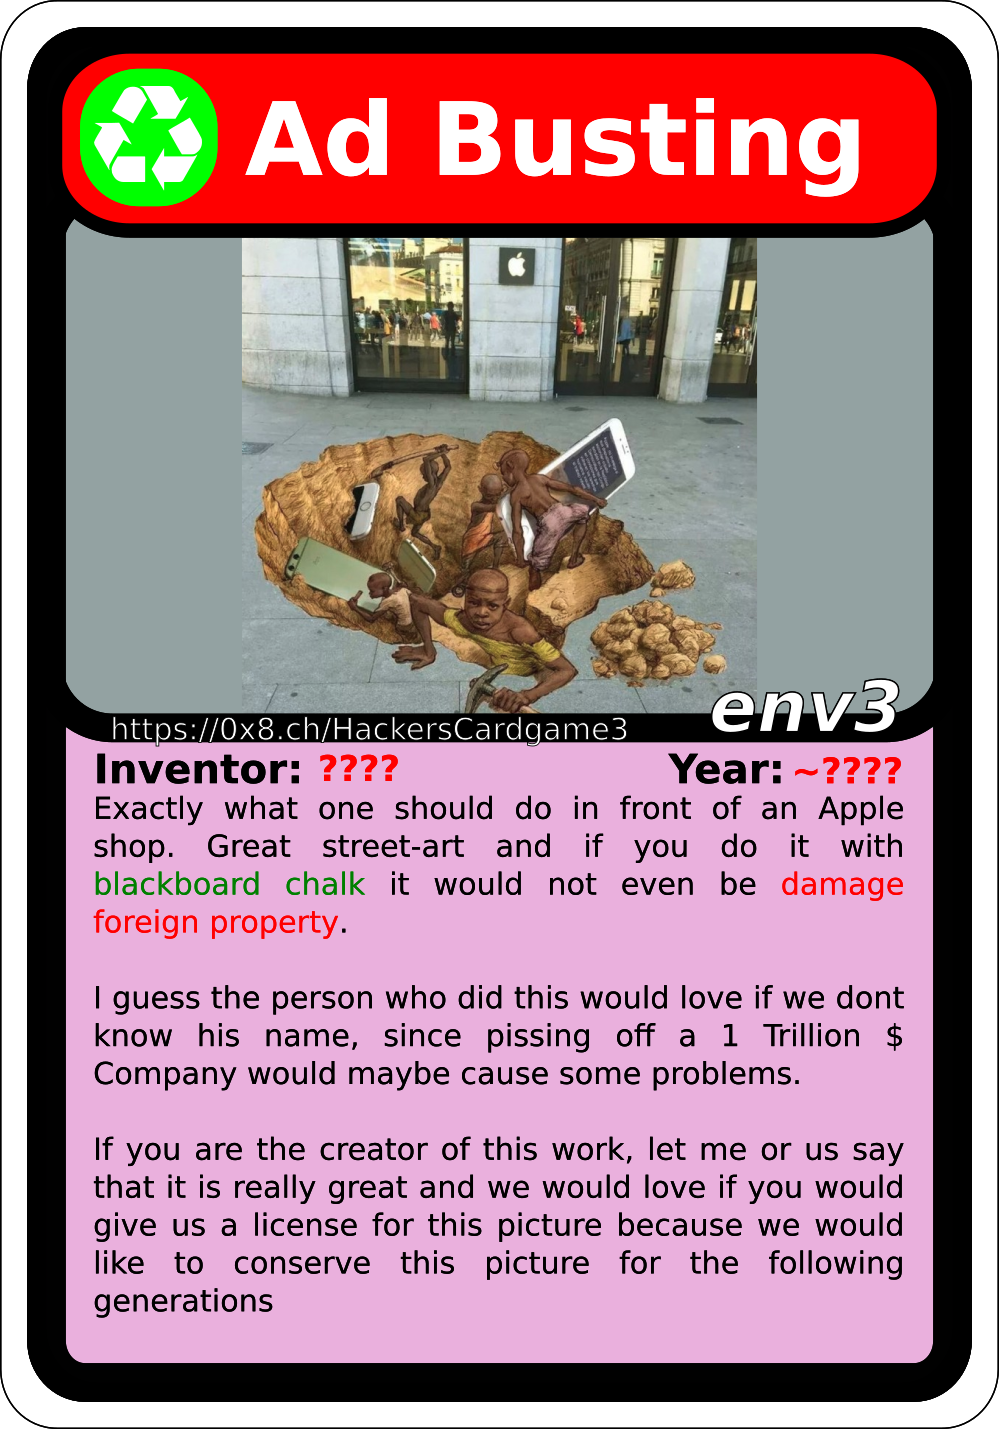 Ad Busting
env3
https://0x8.ch/HackersCardgame3
Inventor: ???? Year: ~????
Exactly what one should do in front of an Apple
shop. Great street-art and if you do it with
blackboard chalk it would not even be damage
foreign property.
I guess the person who did this would love if we dont
know his name, since pissing off a 1 Trillion $
Company would maybe cause some problems.
If you are the creator of this work, let me or us say
that it is really great and we would love if you would
give us a license for this picture because we would
like to conserve this picture for the following
generations